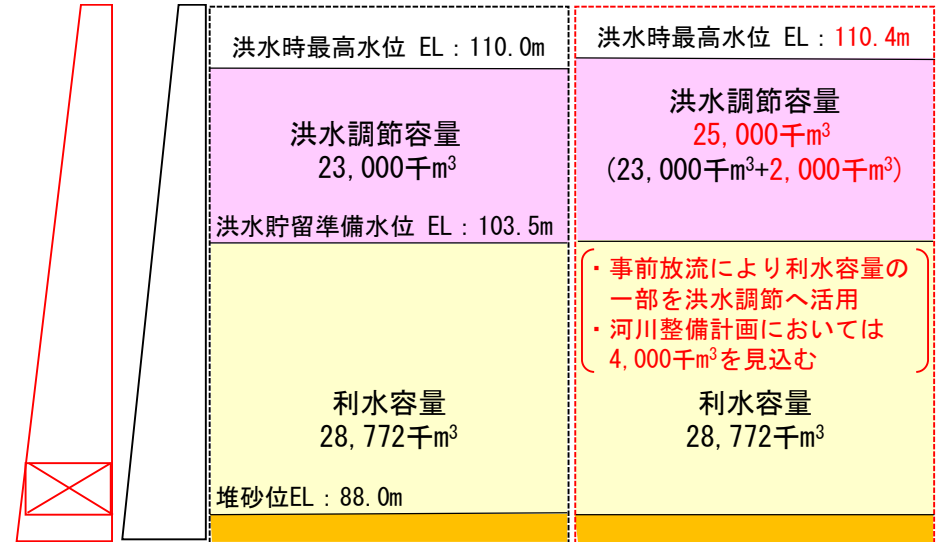 洪水時最高水位 EL：110.0m
洪水調節容量
23,000千m³
洪水貯留準備水位 EL：103.5m
利水容量
28,772千m³
堆砂位EL：88.0m
洪水時最高水位 EL：110.4m
洪水調節容量
25,000千m³
(23,000千m³+2,000千m³)
・事前放流により利水容量の
一部を洪水調節へ活用
・河川整備計画においては
4,000千m³を見込む
利水容量
28,772千m³